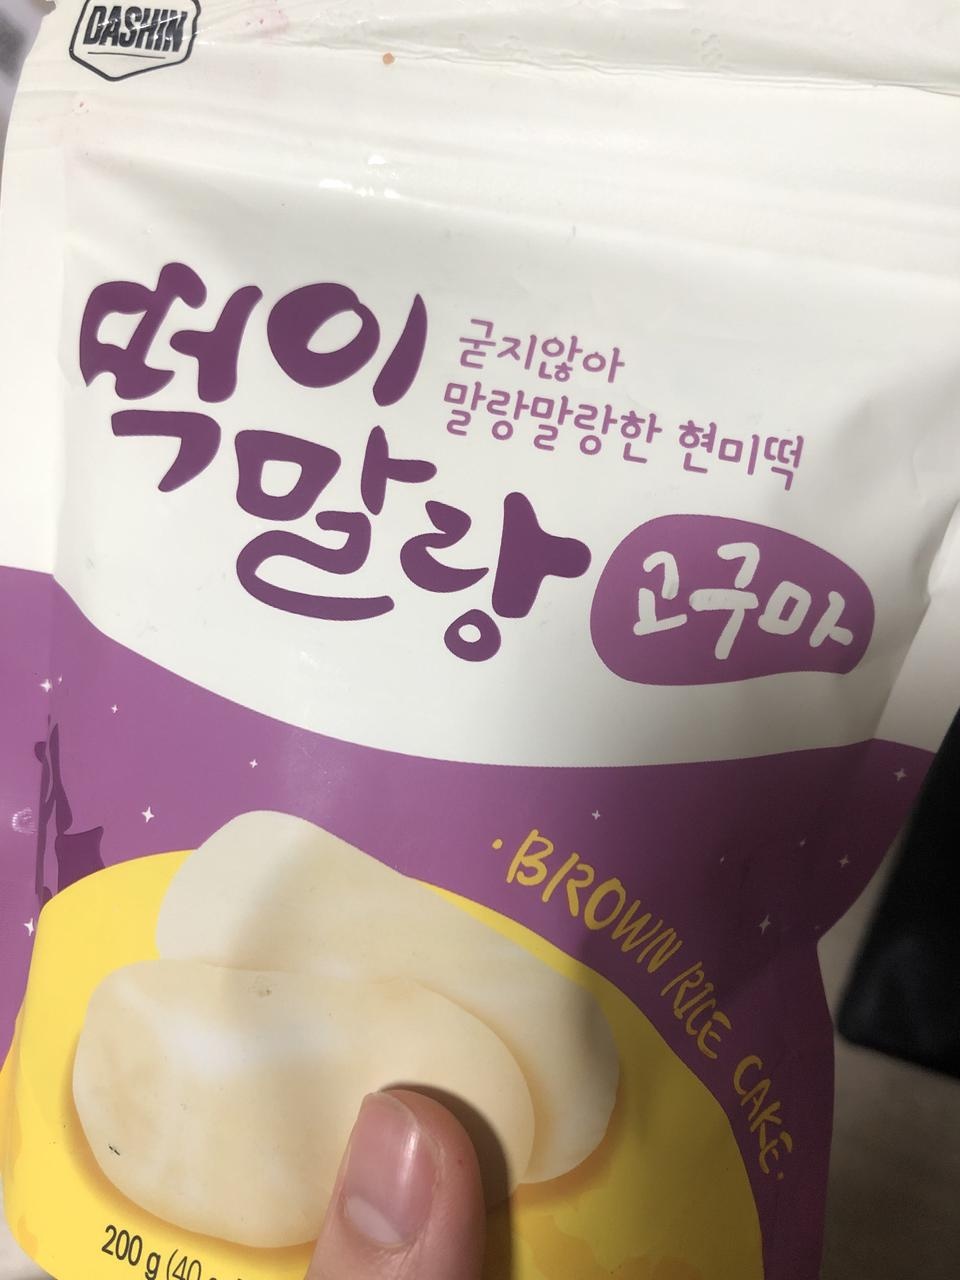 DASHIN
떡이
말랑
굳지않아
말랑말랑한 현미떡
고구마
·BROWN RICE CAKE·
200 g (40